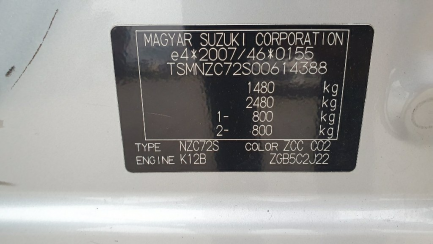 MAGYAR SUZUKI CORPORATION
e4*2007/46*0155
TSMNZC72S00614388
1480 kg
2480 kg
1- 800 kg
2- 800 kg
TYPE NZC72S COLOR ZCC C02
ENGINE K12B ZGB5C2J22